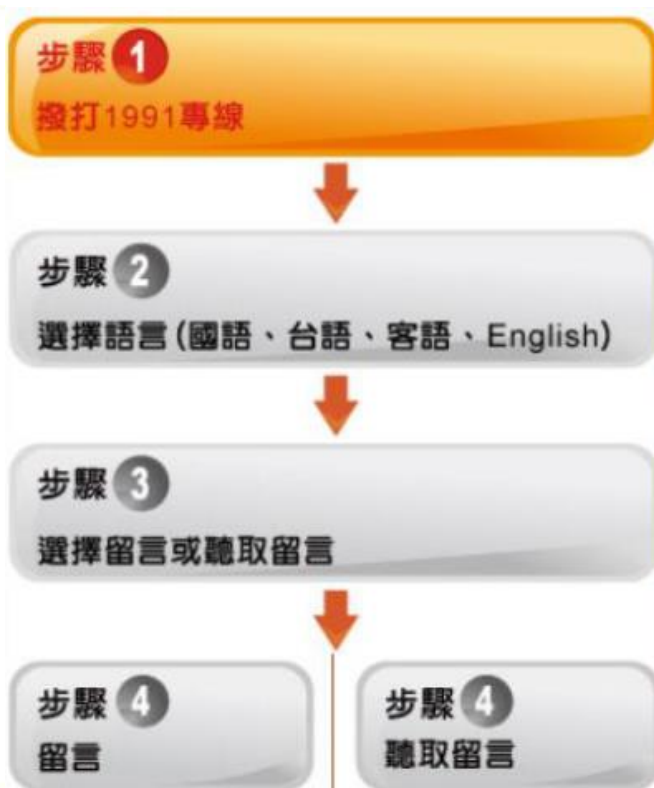 步驟1
撥打1991專線
步驟2
選擇語言(國語、台語、客語、English)
步驟3
選擇留言或聽取留言
步驟4
留言
步驟4
聽取留言